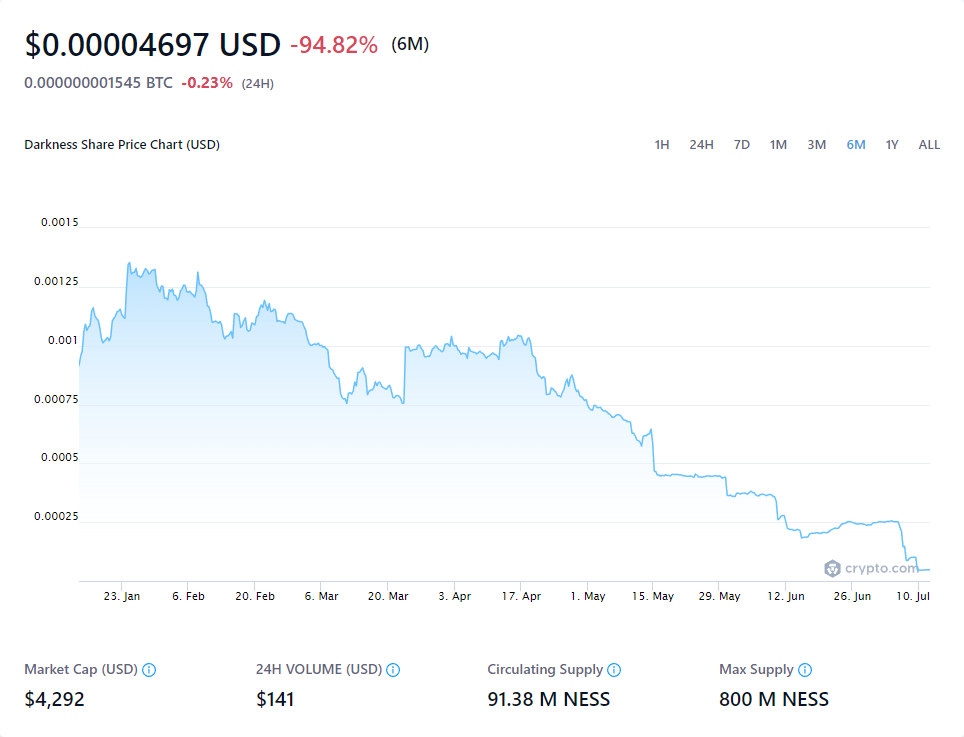 $0.00004697 USD -94.82% (6M)
0.000000001545 BTC -0.23% (24H)
Darkness Share Price Chart (USD) 1H 24H 7D 1M 3M 6M 1Y ALL
0.0015
0.00125
0.001
0.00075
0.0005
0.00025
crypto.com
23. Jan 6. Feb 20. Feb 6. Mar 20. Mar 3. Apr 17. Apr 1. May 15. May 29. May 12. Jun 26. Jun 10. Jul
Market Cap (USD) 24H VOLUME (USD) Circulating Supply Max Supply
$4,292 $141 91.38 M NESS 800 M NESS